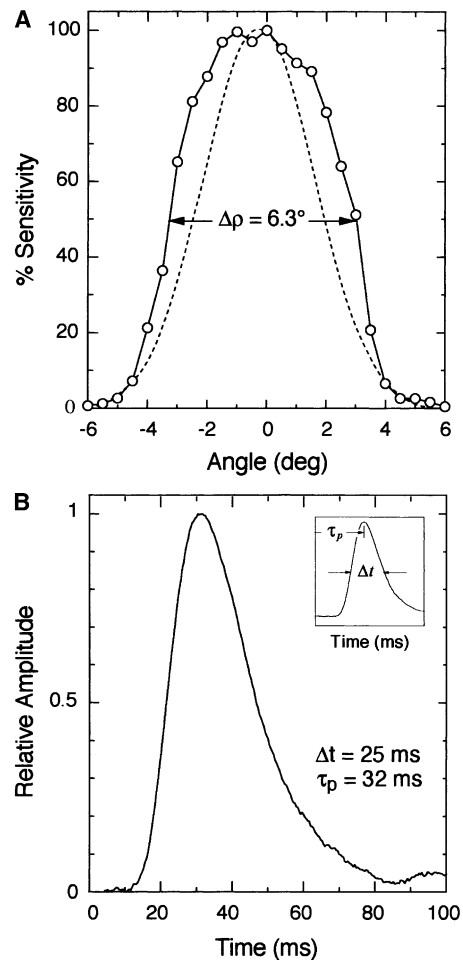 A
100
80
60
40
20
0
% Sensitivity
Δρ = 6.3°
-6 -4 -2 0 2 4 6
Angle (deg)
B
1
0.5
0
Relative Amplitude
τp
Δt
Time (ms)
Δt = 25 ms
τp = 32 ms
0 20 40 60 80 100
Time (ms)